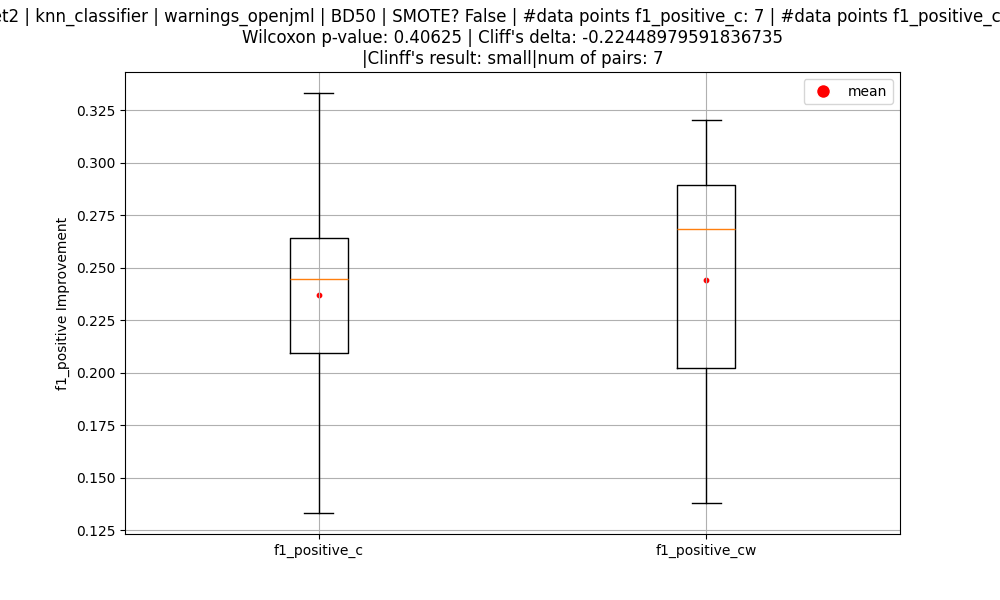 | knn_classifier | warnings_openjml | BD50 | SMOTE? False | #data points f1_positive_c: 7 | #data points
Wilcoxon p-value: 0.40625 | Cliff's delta: -0.22448979591836735
|Clinff's result: small|num of pairs: 7
mean
0.325
0.300
0.275
0.250
0.225
0.200
0.175
0.150
0.125
f1_positive Improvement
f1_positive_c
f1_positive_cw